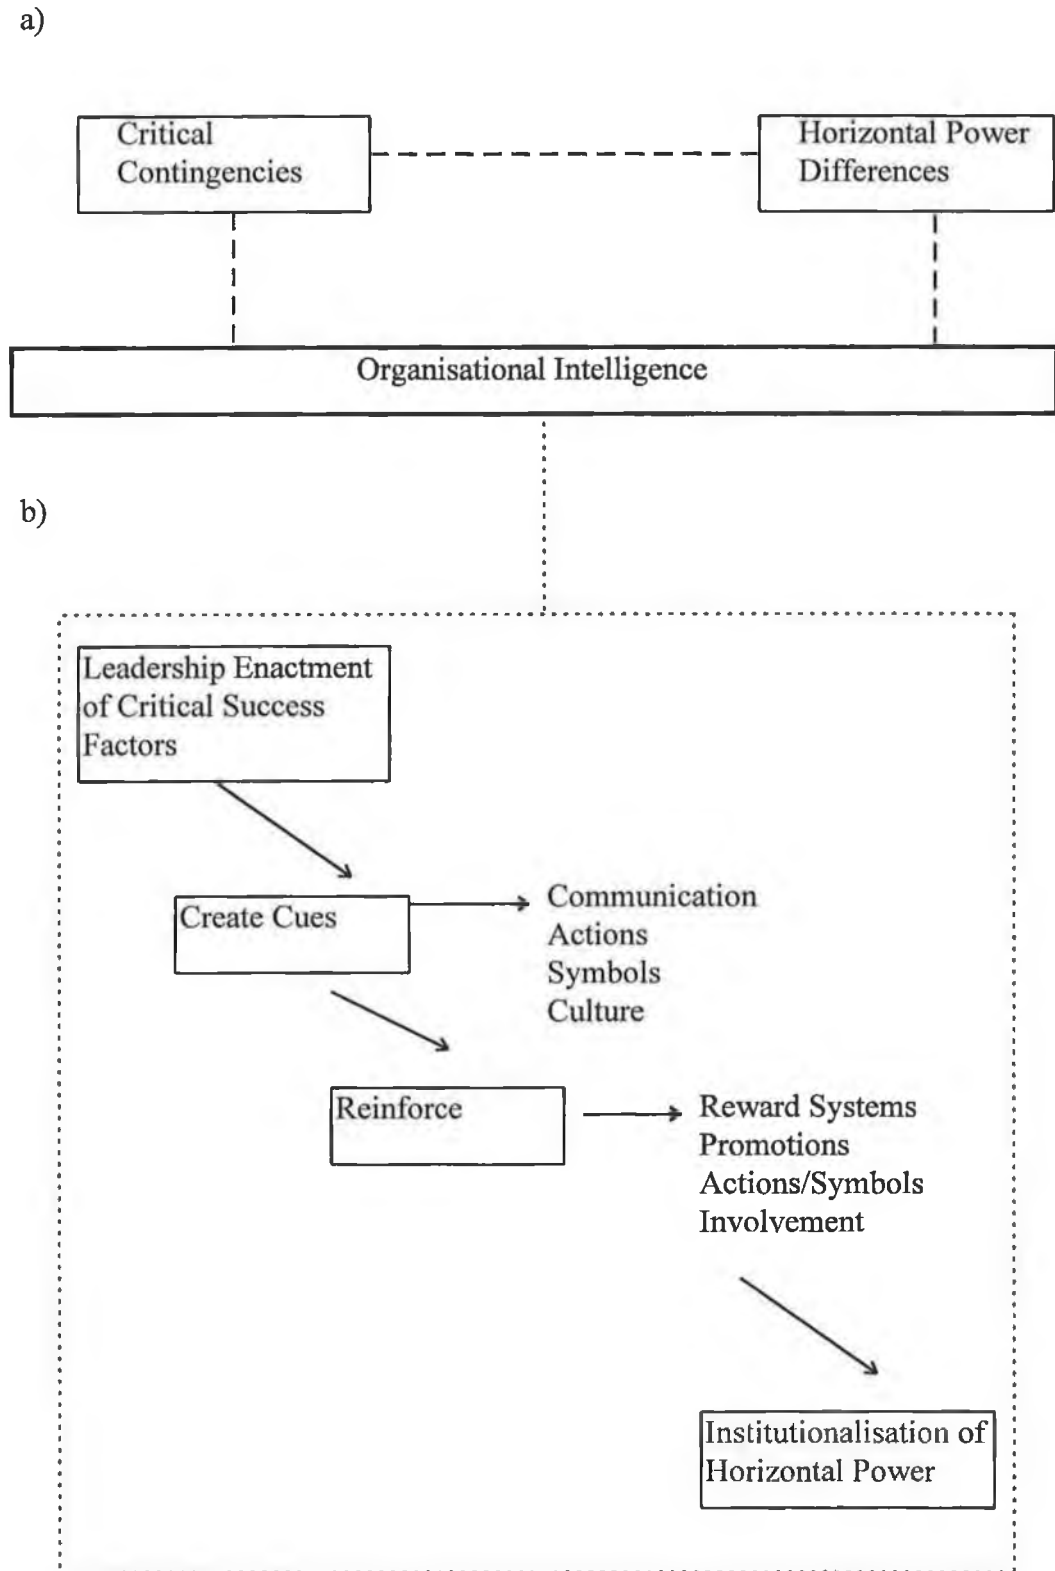 a)
Critical
Contingencies
Horizontal Power
Differences
Organisational Intelligence
b)
Leadership Enactment
of Critical Success
Factors
Create Cues
Communication
Actions
Symbols
Culture
Reinforce
Reward Systems
Promotions
Actions/Symbols
Involvement
Institutionalisation of
Horizontal Power